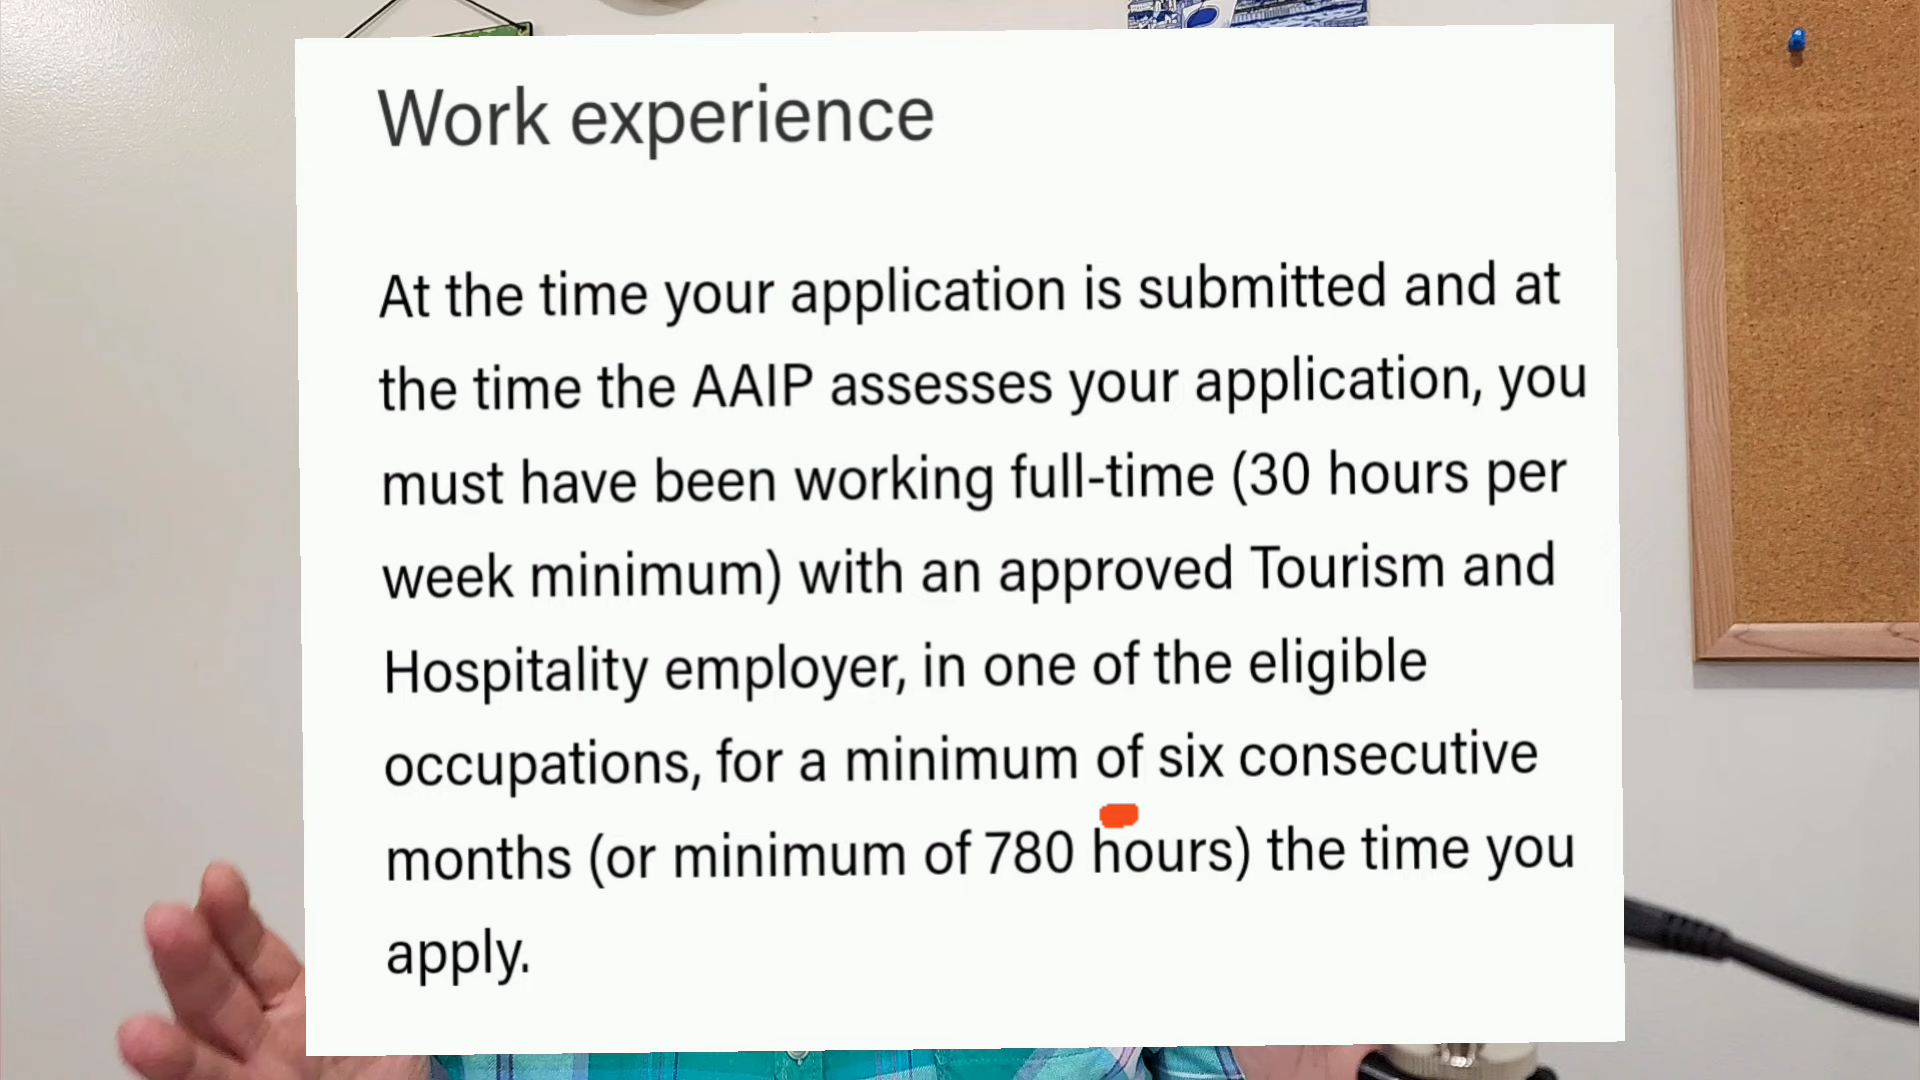 Work experience
At the time your application is submitted and at
the time the AAIP assesses your application, you
must have been working full-time (30 hours per
week minimum) with an approved Tourism and
Hospitality employer, in one of the eligible
occupations, for a minimum of six consecutive
months (or minimum of 780 hours) the time you
apply.